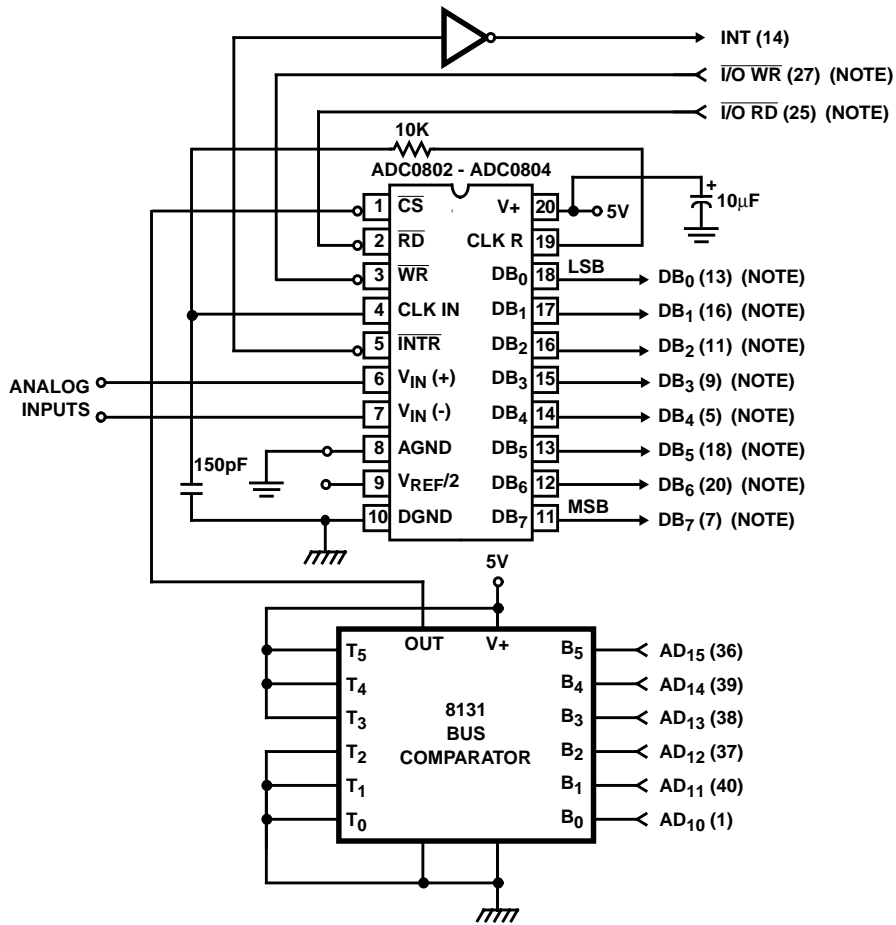 INT (14)
I/O WR (27) (NOTE)
I/O RD (25) (NOTE)
10K
ADC0802 - ADC0804
1 CS
2 RD
3 WR
4 CLK IN
5 INTR
6 VIN (+)
7 VIN (-)
8 AGND
9 VREF/2
10 DGND
V+ 20
CLK R 19
DB0 18
DB1 17
DB2 16
DB3 15
DB4 14
DB5 13
DB6 12
DB7 11
5V
+
10μF
LSB
MSB
DB0 (13) (NOTE)
DB1 (16) (NOTE)
DB2 (11) (NOTE)
DB3 (9) (NOTE)
DB4 (5) (NOTE)
DB5 (18) (NOTE)
DB6 (20) (NOTE)
DB7 (7) (NOTE)
ANALOG
INPUTS
150pF
5V
OUT
V+
T5
T4
T3
T2
T1
T0
8131
BUS
COMPARATOR
B5
B4
B3
B2
B1
B0
AD15 (36)
AD14 (39)
AD13 (38)
AD12 (37)
AD11 (40)
AD10 (1)